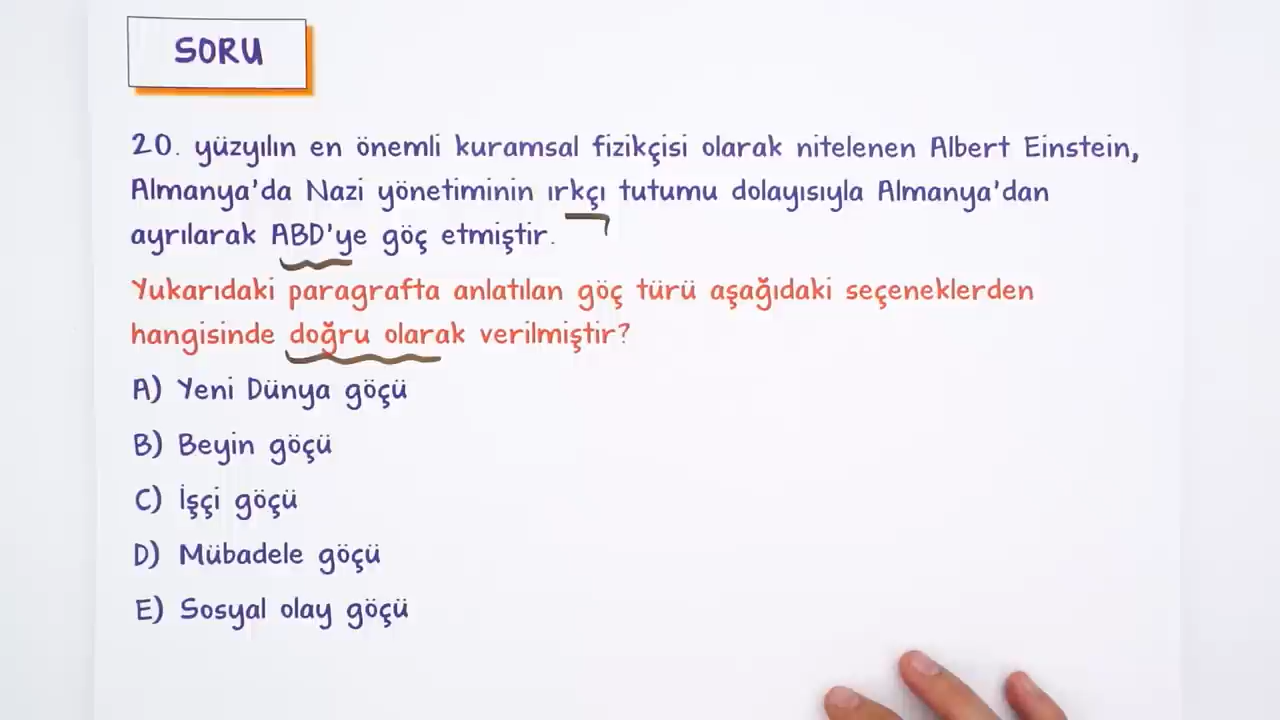 SORU
20. yüzyılın en önemli kuramsal fizikçisi olarak nitelenen Albert Einstein,
Almanya'da Nazi yönetiminin ırkçı tutumu dolayısıyla Almanya'dan
ayrılarak ABD'ye göç etmiştir.
Yukarıdaki paragrafta anlatılan göç türü aşağıdaki seçeneklerden
hangisinde doğru olarak verilmiştir?
A) Yeni Dünya göçü
B) Beyin göçü
C) İşçi göçü
D) Mübadele göçü
E) Sosyal olay göçü